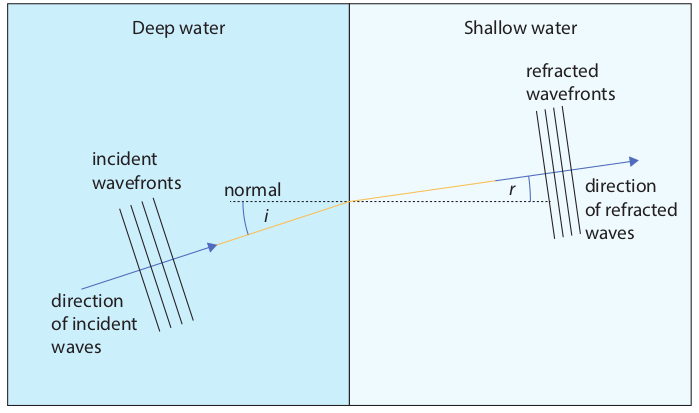 Deep water
Shallow water
refracted
wavefronts
incident
wavefronts
normal
i
r
direction
of refracted
waves
direction
of incident
waves